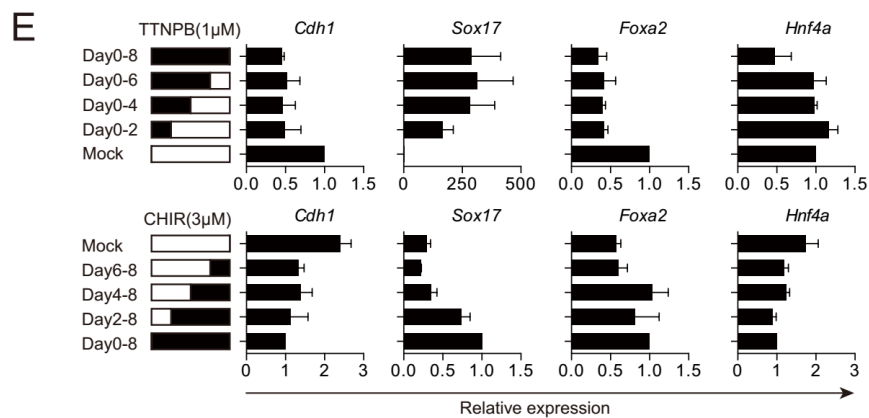 E
TTNPB(1μM) Cdh1 Sox17 Foxa2 Hnf4a
Day0-8
Day0-6
Day0-4
Day0-2
Mock
0.0 0.5 1.0 1.5 0 250 500 0.0 0.5 1.0 1.5 0.0 0.5 1.0 1.5
CHIR(3μM) Cdh1 Sox17 Foxa2 Hnf4a
Mock
Day6-8
Day4-8
Day2-8
Day0-8
0 1 2 3 0.0 0.5 1.0 1.5 0.0 0.5 1.0 1.5 0 1 2 3
Relative expression